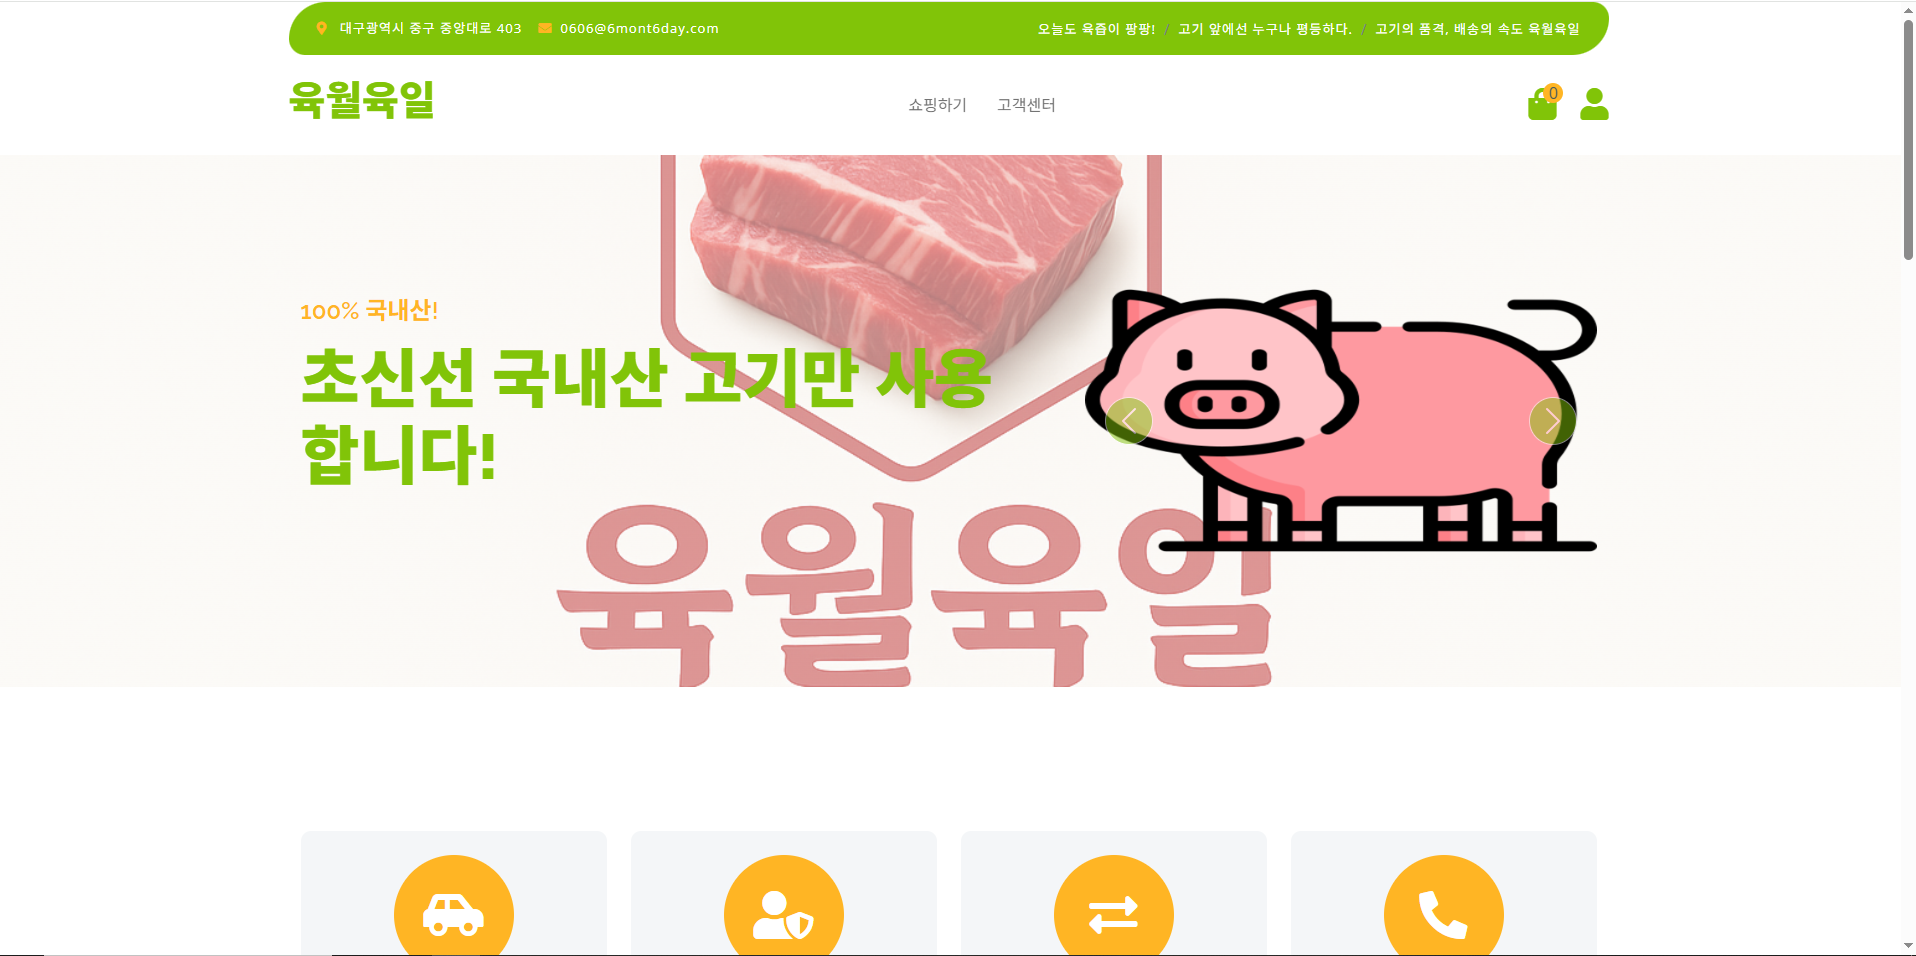 대구광역시 중구 중앙대로 403 0606@6mont6day.com
오늘도 육즙이 팡팡! / 고기 앞에선 누구나 평등하다. / 고기의 품격, 배송의 속도 육월육일
육월육일
쇼핑하기 고객센터
0
100% 국내산!
초신선 국내산 고기만 사용
합니다!
육월육일